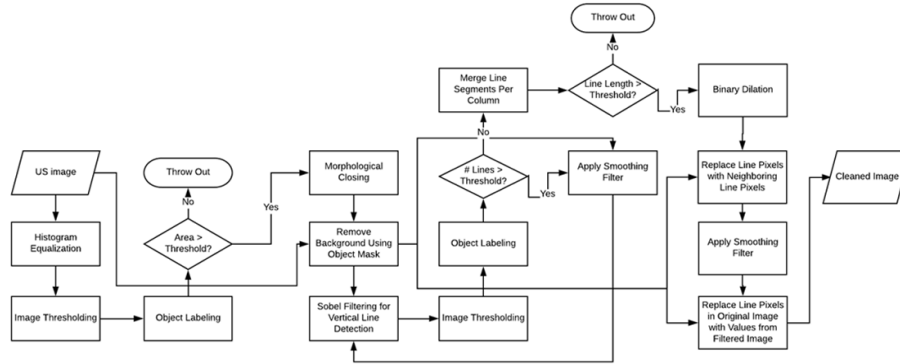 Throw Out
No
Merge Line
Segments Per
Column
Line Length >
Threshold?
Yes
Binary Dilation
No
US image
Throw Out
No
Yes
Morphological
Closing
# Lines >
Threshold?
Yes
Apply Smoothing
Filter
Replace Line Pixels
with Neighboring
Line Pixels
Cleaned Image
Histogram
Equalization
Area >
Threshold?
Remove
Background Using
Object Mask
Object Labeling
Apply Smoothing
Filter
Image Thresholding
Object Labeling
Sobel Filtering for
Vertical Line
Detection
Image Thresholding
Replace Line Pixels
in Original Image
with Values from
Filtered Image